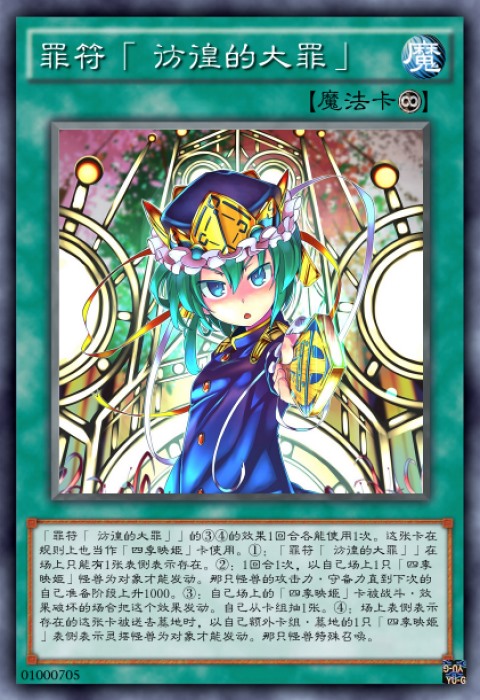 罪符「 彷徨的大罪」
魔
【魔法卡∞】
「罪符「 彷徨的大罪」」的③④的效果1回合各能使用1次。这张卡在
规则上也当作「四季映姬」卡使用。①：「罪符「 彷徨的大罪」」在
场上只能有1张表侧表示存在。②：1回合1次，以自己场上1只「四季
映姬」怪兽为对象才能发动。那只怪兽的攻击力·守备力直到下次的
自己准备阶段上升1000。③：自己场上的「四季映姬」卡被战斗·效
果破坏的场合把这个效果发动。自己从卡组抽1张。④：场上表侧表示
存在的这张卡被送去墓地时，以自己额外卡组·墓地的1只「四季映姬
」表侧表示灵摆怪兽为对象才能发动。那只怪兽特殊召唤。
01000705